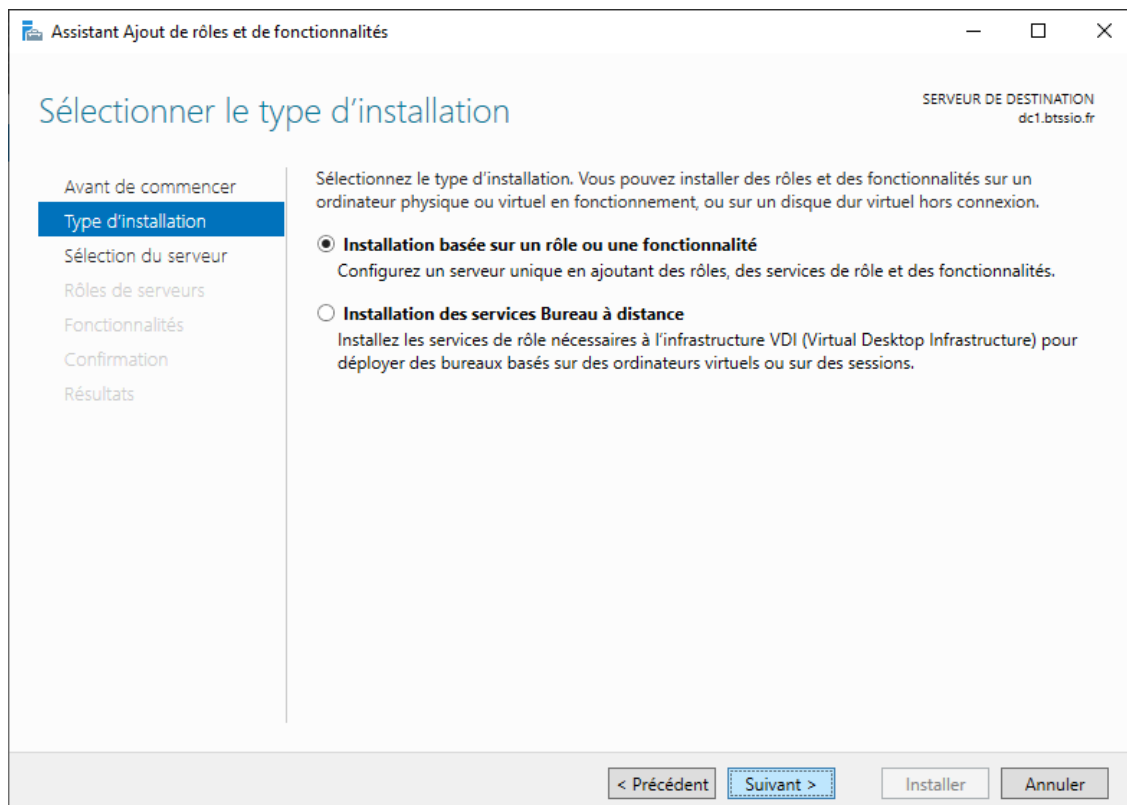 Assistant Ajout de rôles et de fonctionnalités
Sélectionner le type d'installation
SERVEUR DE DESTINATION
dc1.btssio.fr
Avant de commencer
Type d'installation
Sélection du serveur
Rôles de serveurs
Fonctionnalités
Confirmation
Résultats
Sélectionnez le type d'installation. Vous pouvez installer des rôles et des fonctionnalités sur un
ordinateur physique ou virtuel en fonctionnement, ou sur un disque dur virtuel hors connexion.
Installation basée sur un rôle ou une fonctionnalité
Configurez un serveur unique en ajoutant des rôles, des services de rôle et des fonctionnalités.
Installation des services Bureau à distance
Installez les services de rôle nécessaires à l'infrastructure VDI (Virtual Desktop Infrastructure) pour
déployer des bureaux basés sur des ordinateurs virtuels ou sur des sessions.
< Précédent
Suivant >
Installer
Annuler